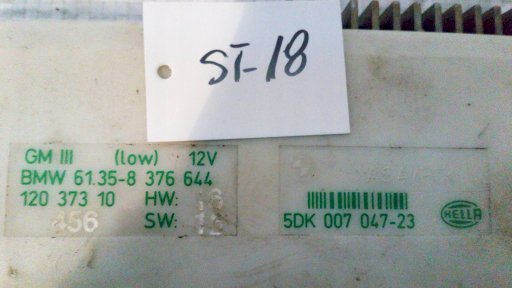 ST-18
GM III (low) 12V
BMW 61.35-8 376 644
120 373 10 HW:
456 SW:
5DK 007 047-23
HELLA